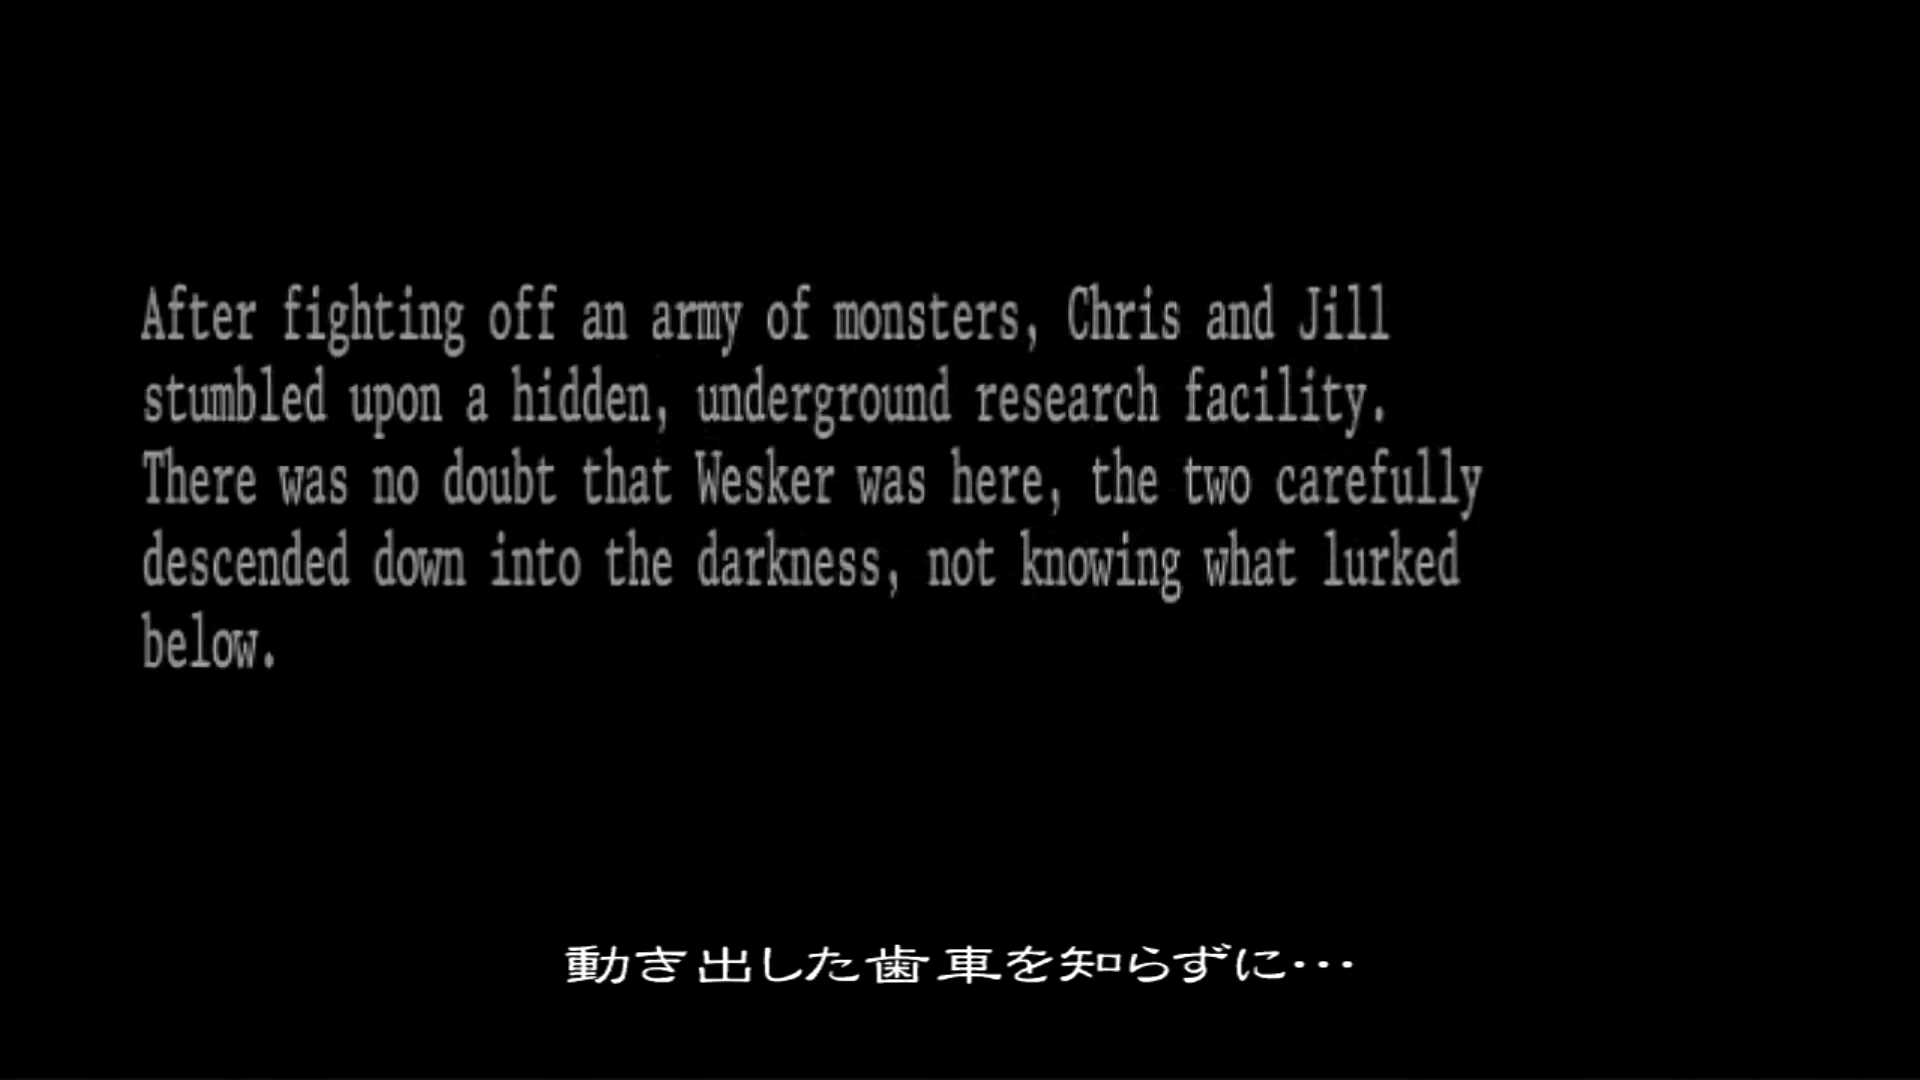 After fighting off an army of monsters, Chris and Jill
stumbled upon a hidden, underground research facility.
There was no doubt that Wesker was here, the two carefully
descended down into the darkness, not knowing what lurked
below.
動き出した歯車を知らずに･･･